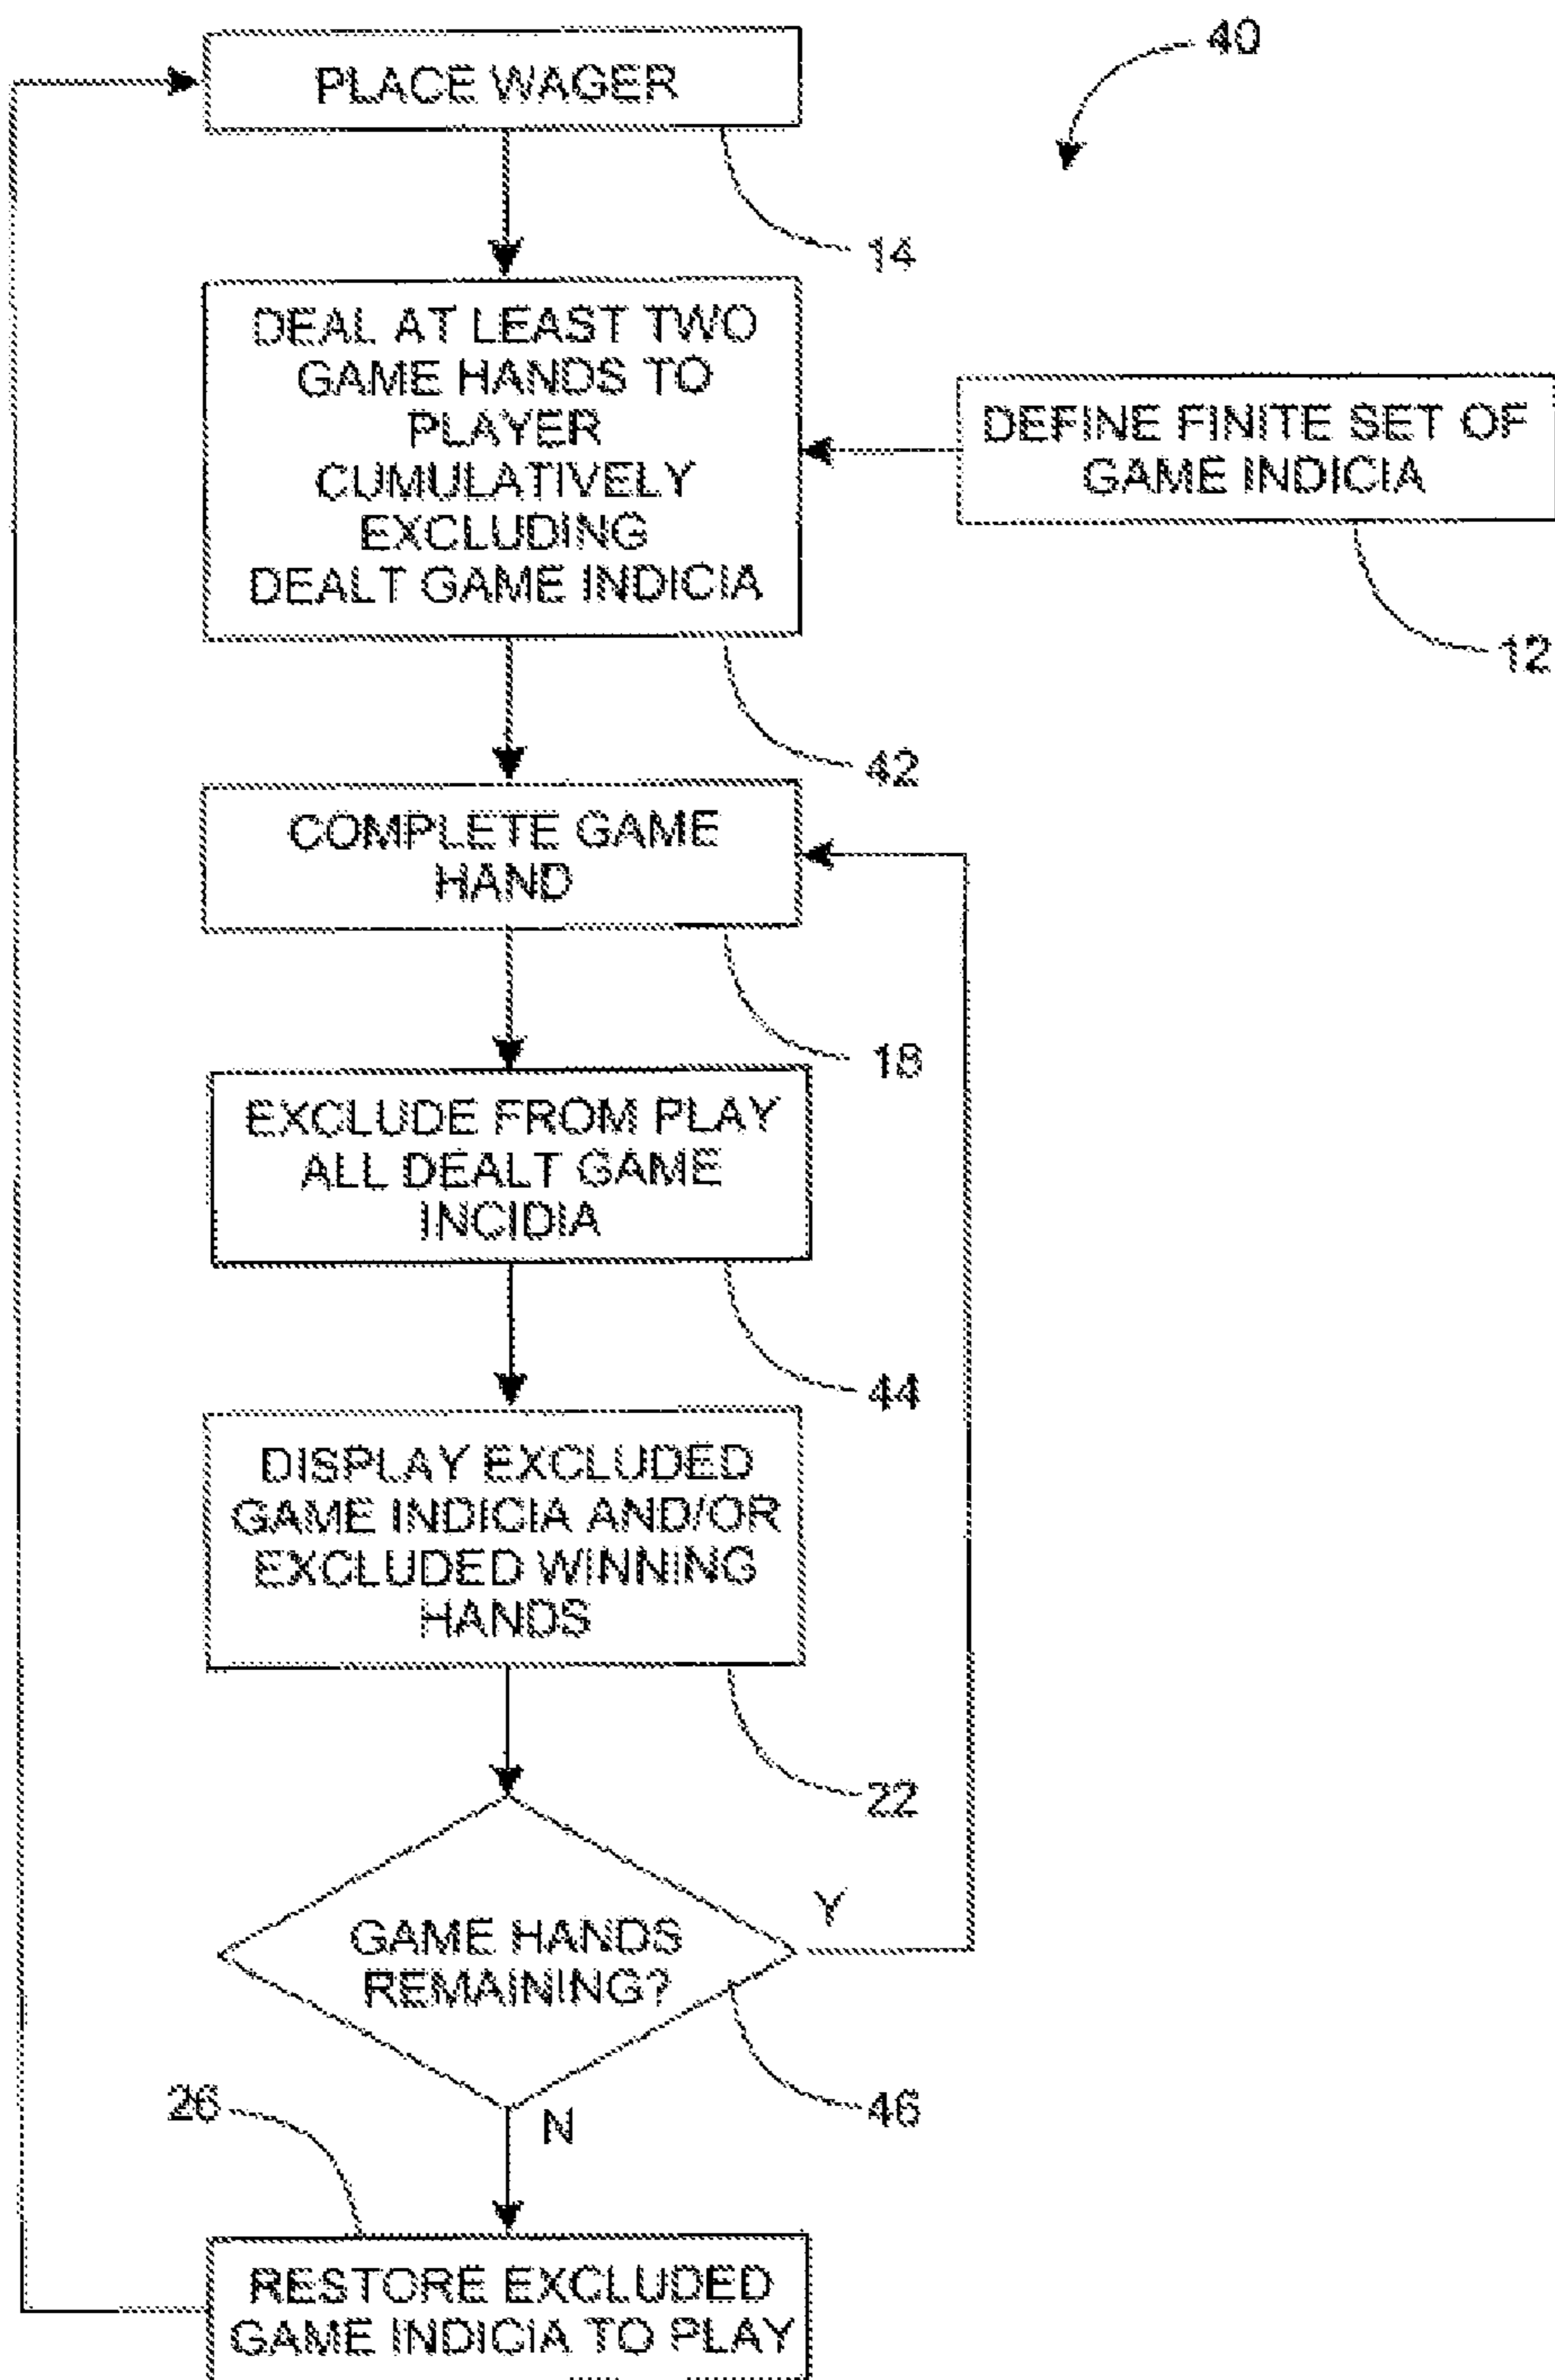 40
PLACE WAGER
14
DEAL AT LEAST TWO
GAME HANDS TO
PLAYER
CUMULATIVELY
EXCLUDING
DEALT GAME INDICIA
DEFINE FINITE SET OF
GAME INDICIA
12
42
COMPLETE GAME
HAND
18
EXCLUDE FROM PLAY
ALL DEALT GAME
INCIDIA
44
DISPLAY EXCLUDED
GAME INDICIA AND/OR
EXCLUDED WINNING
HANDS
22
Y
GAME HANDS
REMAINING?
46
26
N
RESTORE EXCLUDED
GAME INDICIA TO PLAY